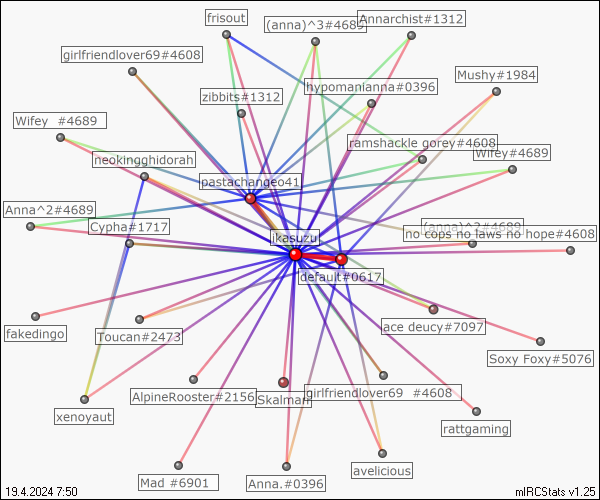 frisout
(anna)^3#4689
Annarchist#1312
girlfriendlover69#4608
Mushy#1984
hypomanianna#0396
zibbits#1312
Wifey #4689
ramshackle gorey#4608
neokingghidorah
Wifey#4689
pastachangeo41
Anna^2#4689
Cypha#1717
(anna)^2#4689
no cops no laws no hope#4608
ikasuzu
default#0617
fakedingo
Toucan#2473
ace deucy#7097
Soxy Foxy#5076
AlpineRooster#2156
Skalman
girlfriendlover69 #4608
xenoyaut
rattgaming
avelicious
Mad #6901
Anna.#0396
19.4.2024 7:50
mIRCStats v1.25